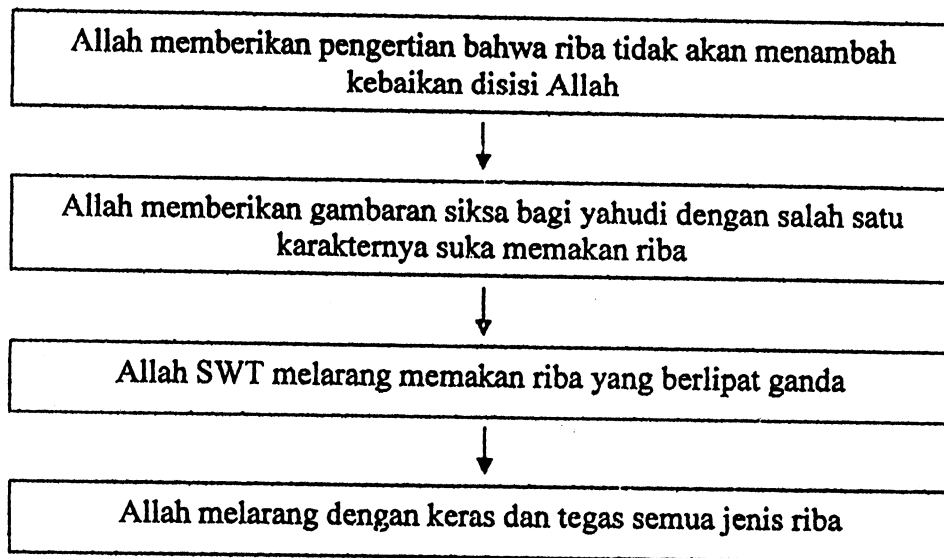 Allah memberikan pengertian bahwa riba tidak akan menambah
kebaikan disisi Allah
Allah memberikan gambaran siksa bagi yahudi dengan salah satu
karakternya suka memakan riba
Allah SWT melarang memakan riba yang berlipat ganda
Allah melarang dengan keras dan tegas semua jenis riba